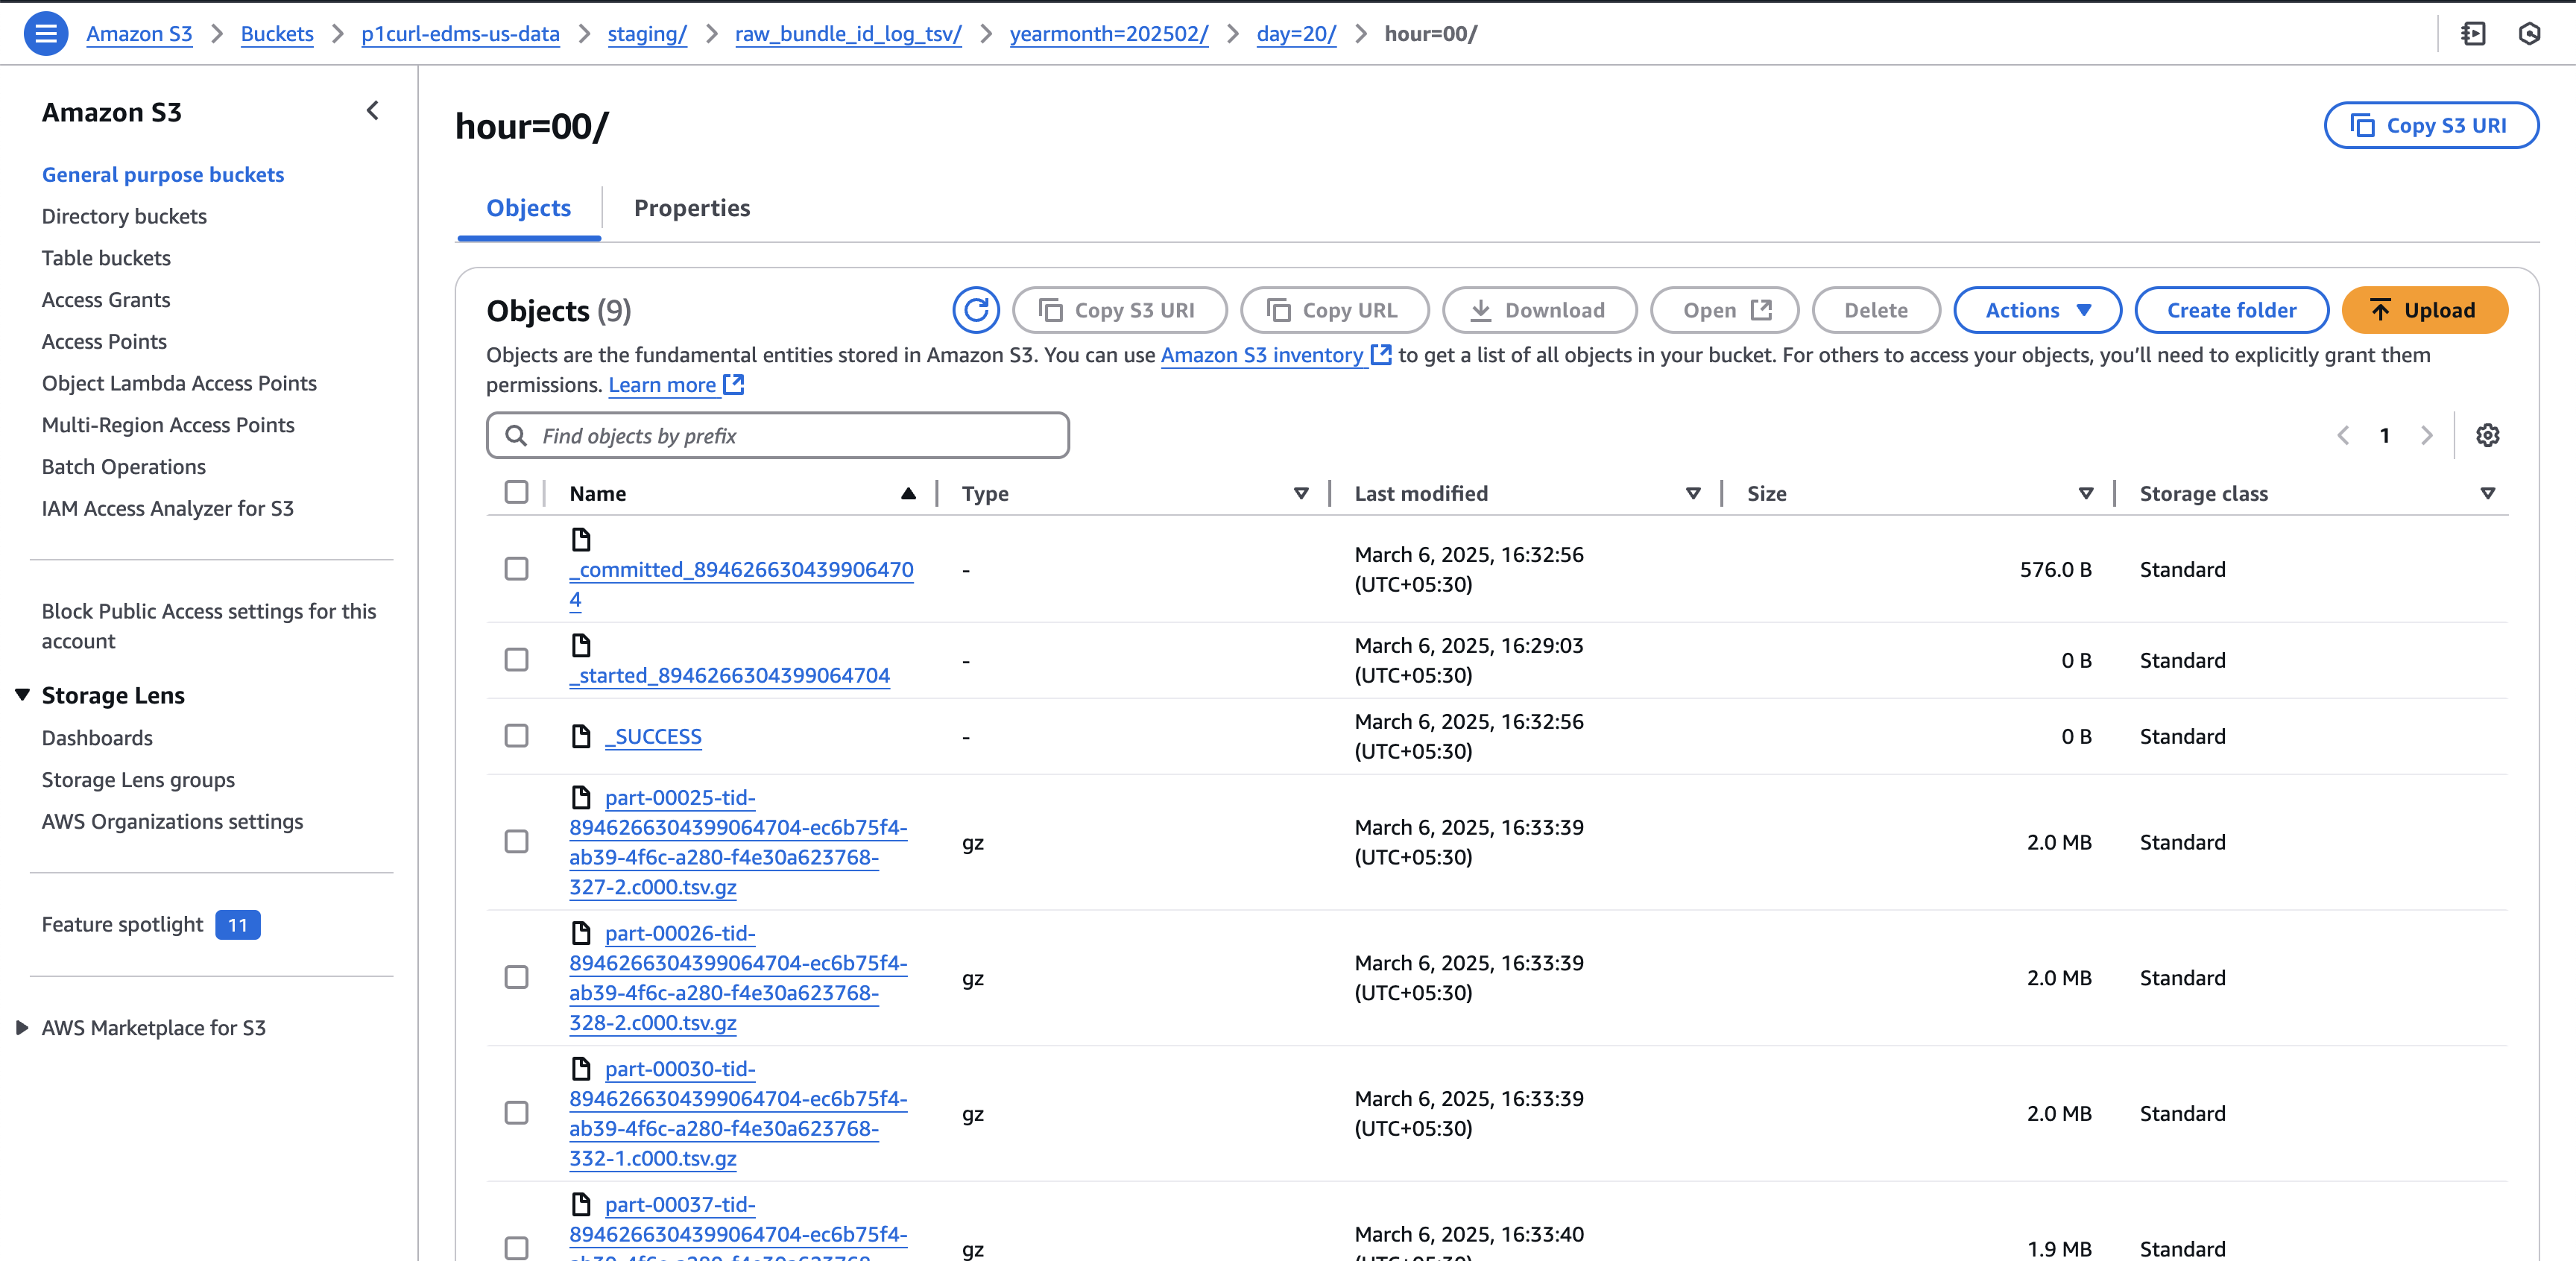 Amazon S3 > Buckets > p1curl-edms-us-data > staging/ > raw_bundle_id_log_tsv/ > yearmonth=202502/ > day=20/ > hour=00/
Amazon S3
General purpose buckets
Directory buckets
Table buckets
Access Grants
Access Points
Object Lambda Access Points
Multi-Region Access Points
Batch Operations
IAM Access Analyzer for S3
Block Public Access settings for this
account
Storage Lens
Dashboards
Storage Lens groups
AWS Organizations settings
Feature spotlight 11
AWS Marketplace for S3
hour=00/
Copy S3 URI
Objects Properties
Objects (9)
Copy S3 URI Copy URL Download Open Delete Actions Create folder Upload
Objects are the fundamental entities stored in Amazon S3. You can use Amazon S3 inventory to get a list of all objects in your bucket. For others to access your objects, you’ll need to explicitly grant them
permissions. Learn more
Find objects by prefix
1
Name Type Last modified Size Storage class
_committed_894626630439906470
4
-
March 6, 2025, 16:32:56
(UTC+05:30)
576.0 B
Standard
_started_8946266304399064704
-
March 6, 2025, 16:29:03
(UTC+05:30)
0 B
Standard
_SUCCESS
-
March 6, 2025, 16:32:56
(UTC+05:30)
0 B
Standard
part-00025-tid-
8946266304399064704-ec6b75f4-
ab39-4f6c-a280-f4e30a623768-
327-2.c000.tsv.gz
gz
March 6, 2025, 16:33:39
(UTC+05:30)
2.0 MB
Standard
part-00026-tid-
8946266304399064704-ec6b75f4-
ab39-4f6c-a280-f4e30a623768-
328-2.c000.tsv.gz
gz
March 6, 2025, 16:33:39
(UTC+05:30)
2.0 MB
Standard
part-00030-tid-
8946266304399064704-ec6b75f4-
ab39-4f6c-a280-f4e30a623768-
332-1.c000.tsv.gz
gz
March 6, 2025, 16:33:39
(UTC+05:30)
2.0 MB
Standard
part-00037-tid-
8946266304399064704-ec6b75f4-
gz
March 6, 2025, 16:33:40
1.9 MB
Standard